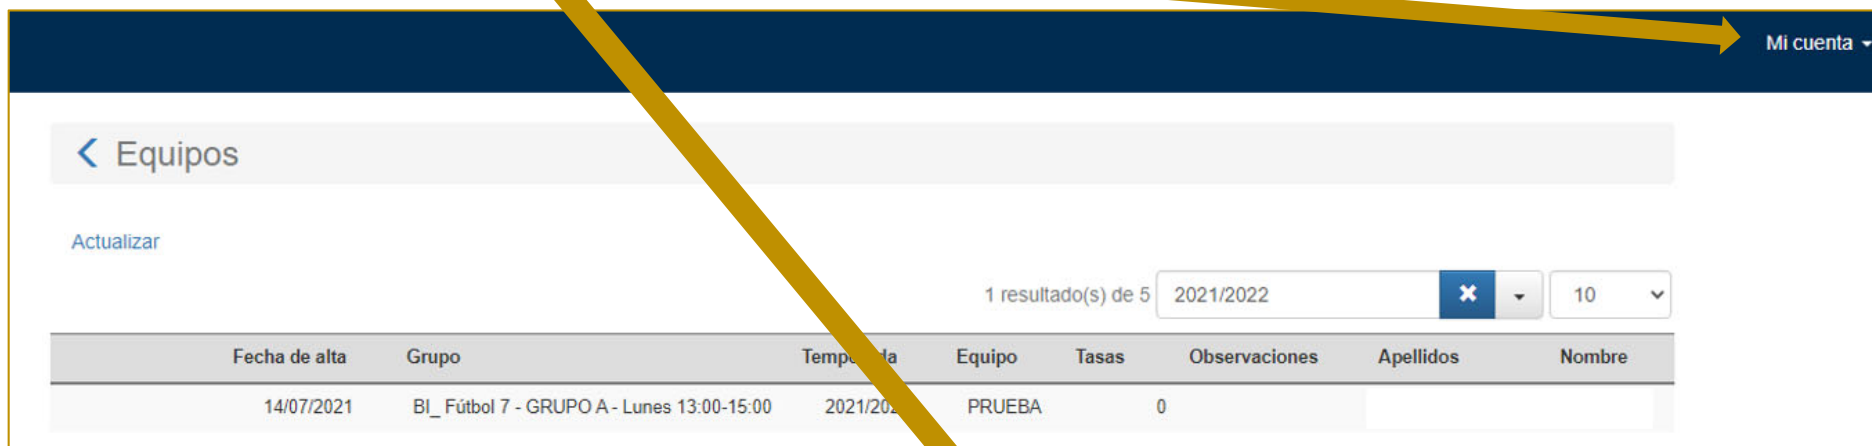 Mi cuenta
Equipos
Actualizar
1 resultado(s) de 5 2021/2022 10
Fecha de alta Grupo Equipo Tasas Observaciones Apellidos Nombre
14/07/2021 BI_ Fútbol 7 - GRUPO A - Lunes 13:00-15:00 PRUEBA 0